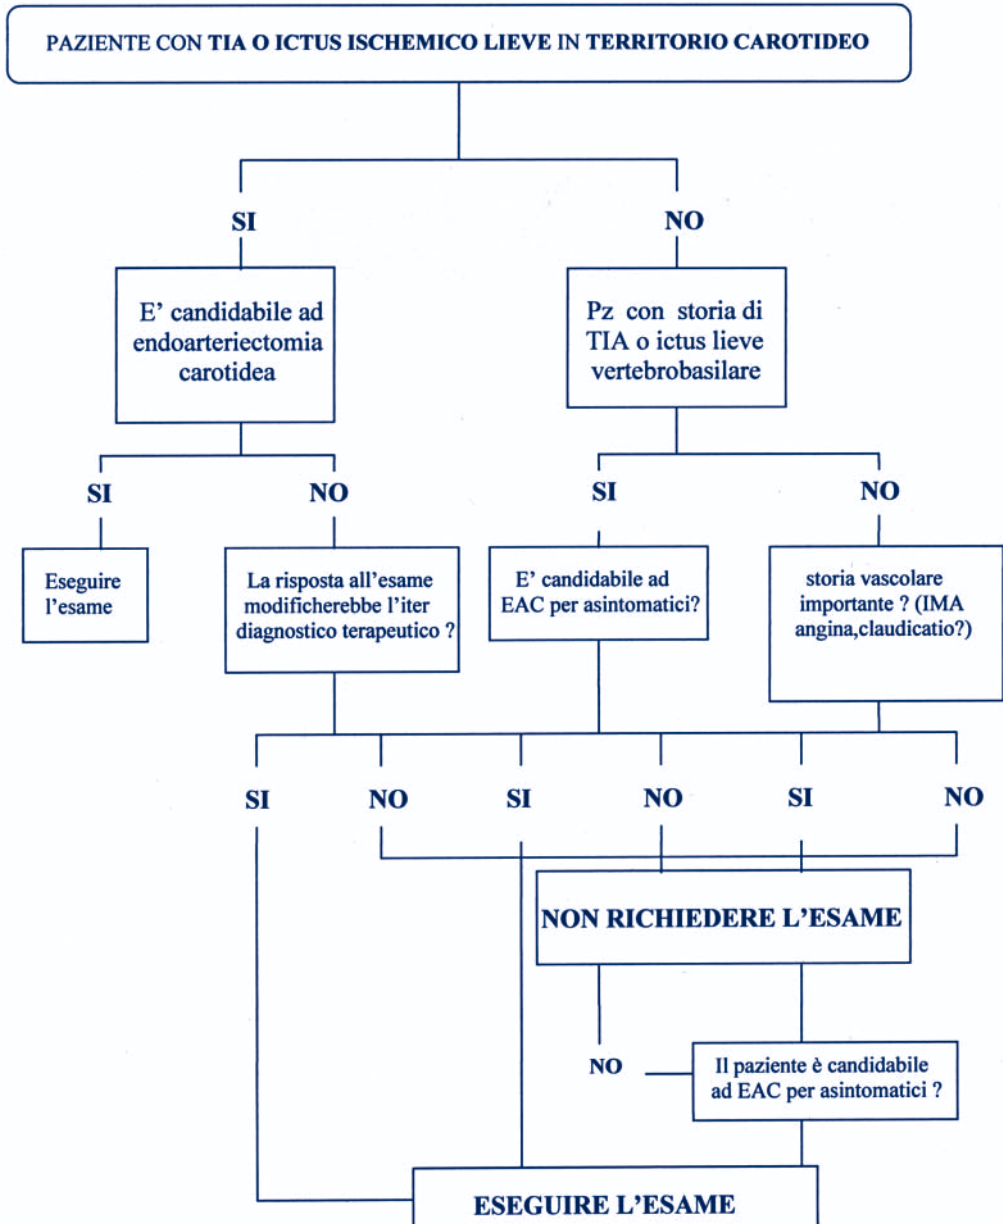 PAZIENTE CON TIA O ICTUS ISCHEMICO LIEVE IN TERRITORIO CAROTIDEO
SI
NO
E' candidabile ad
endoarteriectomia
carotidea
Pz con storia di
TIA o ictus lieve
vertebrobasilare
SI
NO
SI
NO
Eseguire
l'esame
La risposta all'esame
modificherebbe l'iter
diagnostico terapeutico ?
E' candidabile ad
EAC per asintomatici?
storia vascolare
importante ? (IMA
angina,claudicatio?)
SI
NO
SI
NO
SI
NO
NON RICHIEDERE L'ESAME
NO
Il paziente è candidabile
ad EAC per asintomatici ?
ESEGUIRE L'ESAME